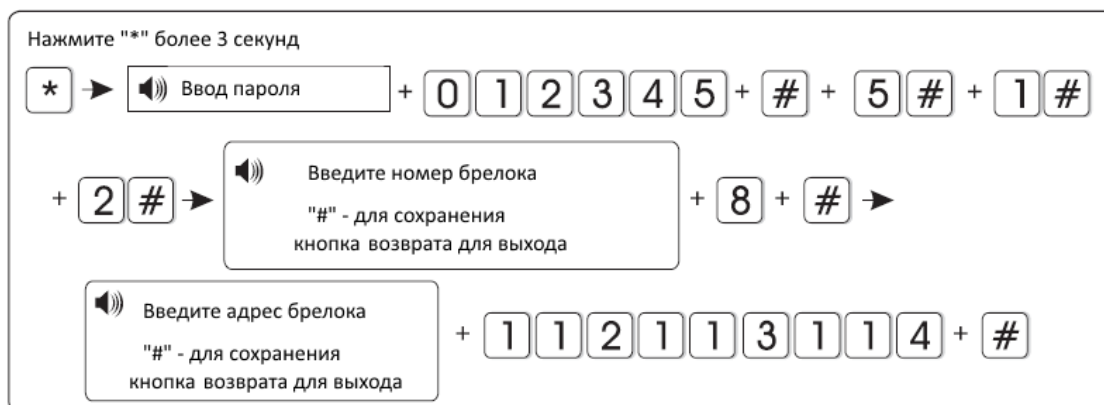 Нажмите "*" более 3 секунд
* Ввод пароля + 0 1 2 3 4 5 + # + 5 # + 1 #
+ 2 # Введите номер брелока
"#" - для сохранения
кнопка возврата для выхода
+ 8 + #
Введите адрес брелока
"#" - для сохранения
кнопка возврата для выхода
+ 1 1 2 1 1 3 1 1 4 + #